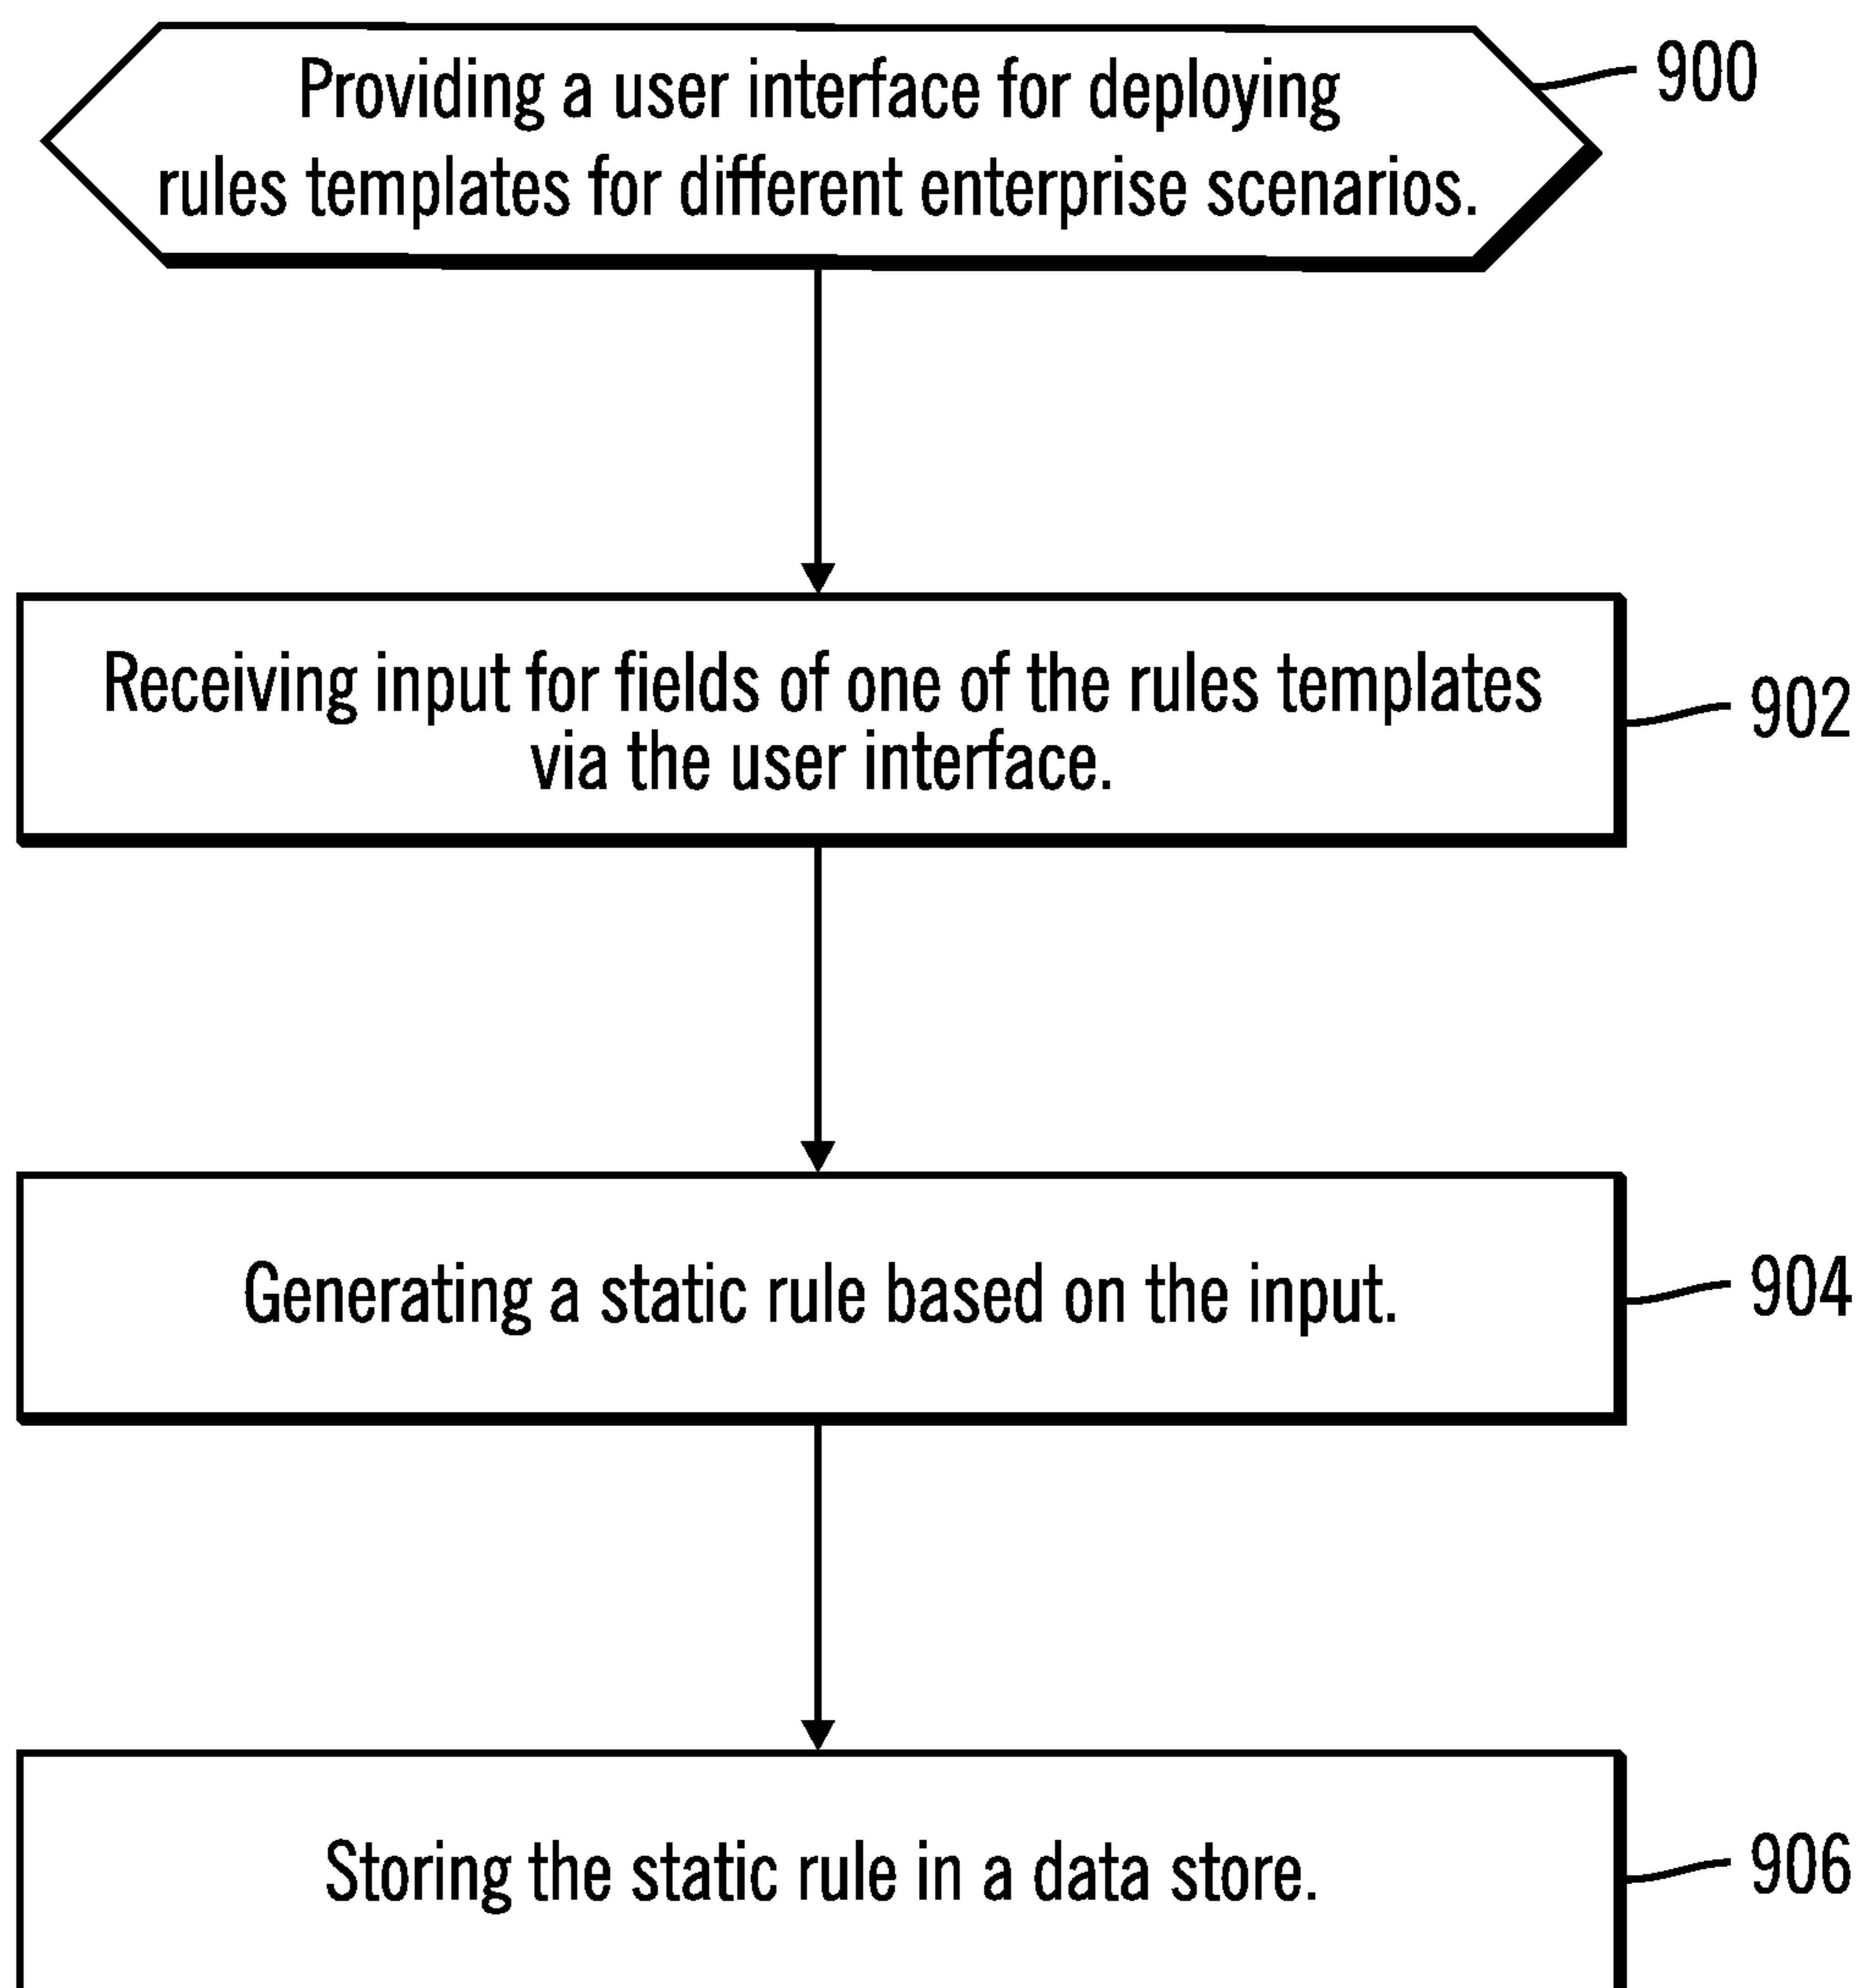 Providing a user interface for deploying
rules templates for different enterprise scenarios.
900
Receiving input for fields of one of the rules templates
via the user interface.
902
Generating a static rule based on the input.
904
Storing the static rule in a data store.
906